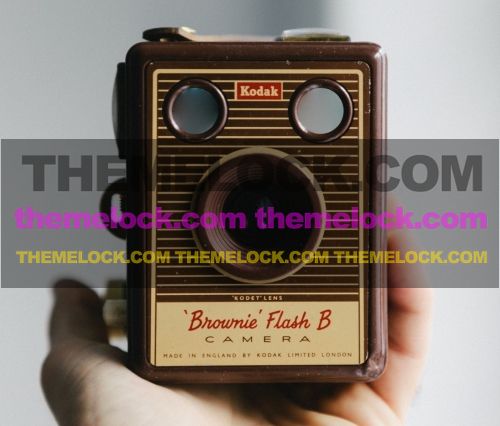 Kodak
THEMELOCK.COM
themelock.com themelock.com
THEMELOCK.COM THEMELOCK.COM THEMELOCK.COM
'KODET' LENS
'Brownie' Flash B
CAMERA
MADE IN ENGLAND BY KODAK LIMITED LONDON